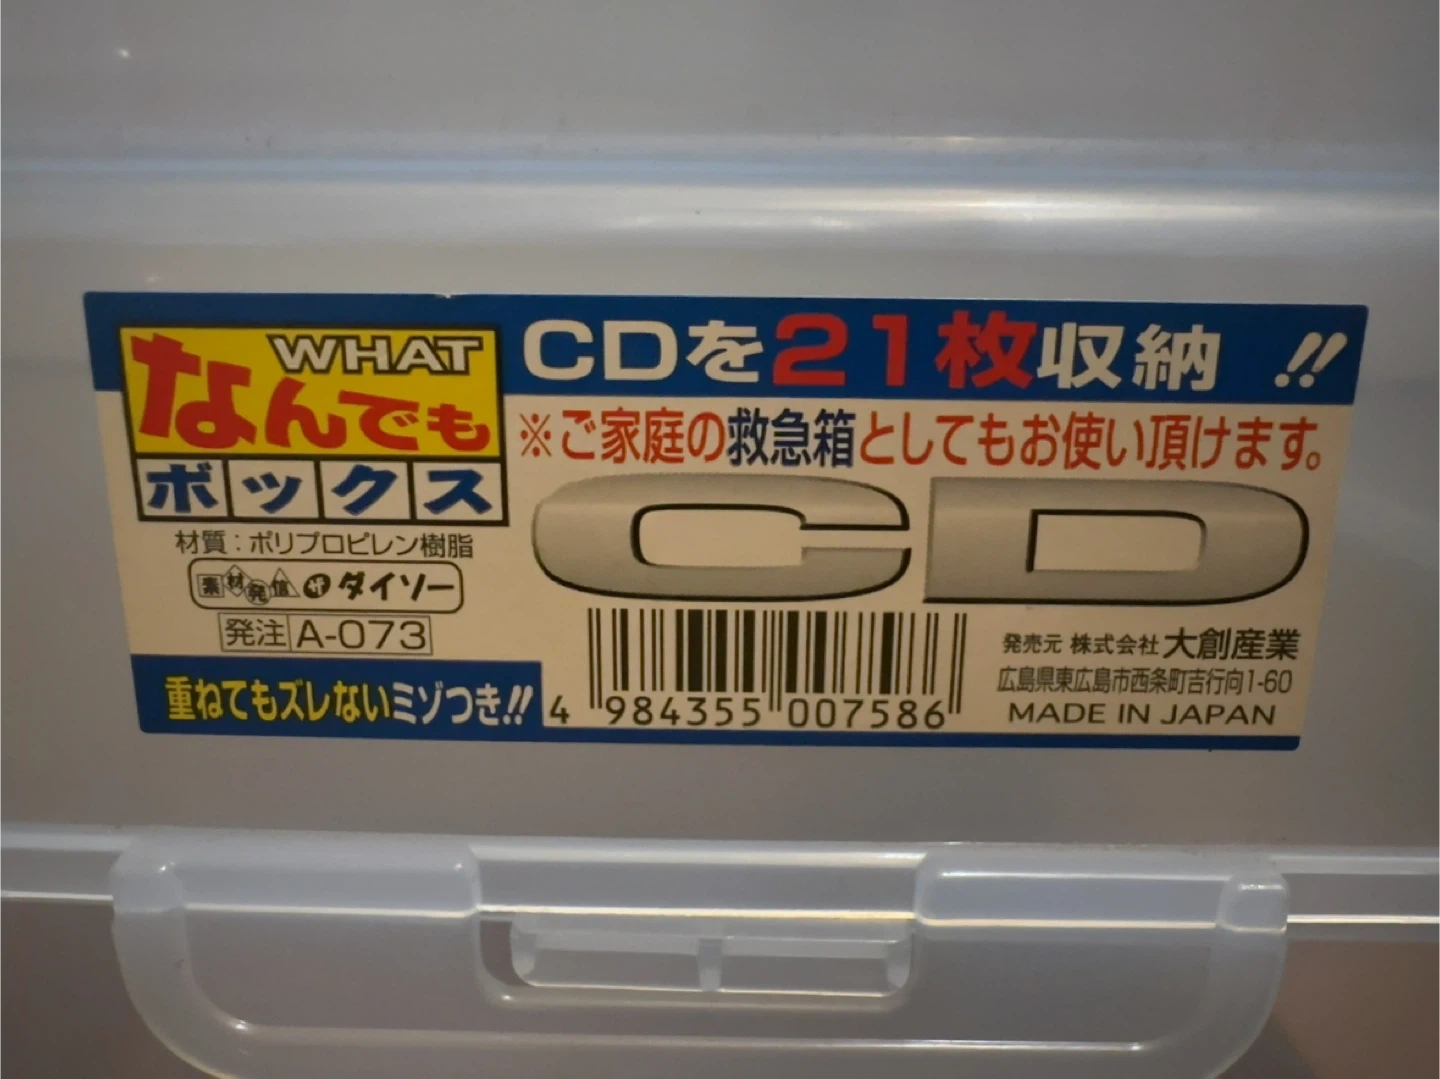 WHAT
なんでも
ボックス
材質：ポリプロピレン樹脂
素材発信 ザ ダイソー
発注 A-073
重ねてもズレないミゾつき!!
CDを21枚収納!!
※ご家庭の救急箱としてもお使い頂けます。
CD
4 984355 007586
発売元 株式会社 大創産業
広島県東広島市西条町吉行向1-60
MADE IN JAPAN